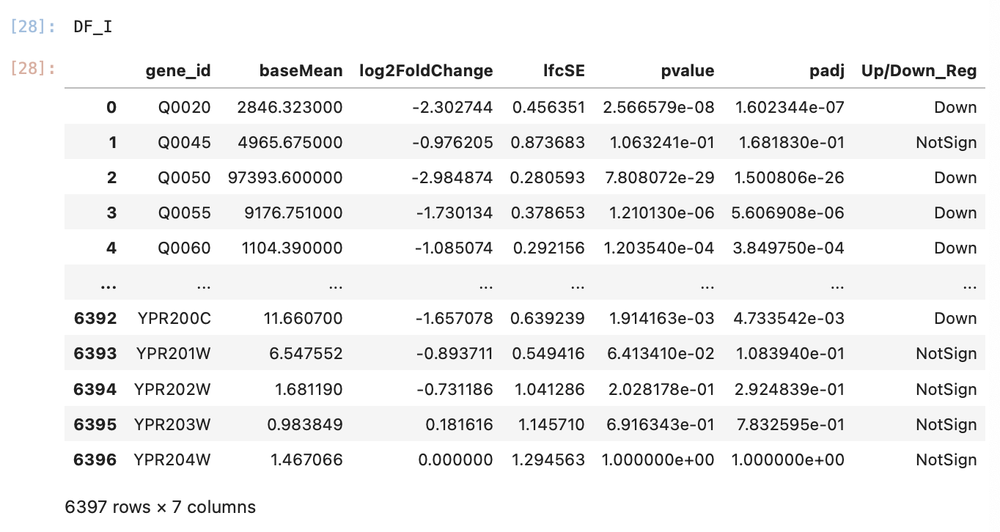 [28]: DF_I
[28]:
gene_id baseMean log2FoldChange lfcSE pvalue padj Up/Down_Reg
0 Q0020 2846.323000 -2.302744 0.456351 2.566579e-08 1.602344e-07 Down
1 Q0045 4965.675000 -0.976205 0.873683 1.063241e-01 1.681830e-01 NotSign
2 Q0050 97393.600000 -2.984874 0.280593 7.808072e-29 1.500806e-26 Down
3 Q0055 9176.751000 -1.730134 0.378653 1.210130e-06 5.606908e-06 Down
4 Q0060 1104.390000 -1.085074 0.292156 1.203540e-04 3.849750e-04 Down
... ... ... ... ... ... ... ...
6392 YPR200C 11.660700 -1.657078 0.639239 1.914163e-03 4.733542e-03 Down
6393 YPR201W 6.547552 -0.893711 0.549416 6.413410e-02 1.083940e-01 NotSign
6394 YPR202W 1.681190 -0.731186 1.041286 2.028178e-01 2.924839e-01 NotSign
6395 YPR203W 0.983849 0.181616 1.145710 6.916343e-01 7.832595e-01 NotSign
6396 YPR204W 1.467066 0.000000 1.294563 1.000000e+00 1.000000e+00 NotSign
6397 rows × 7 columns